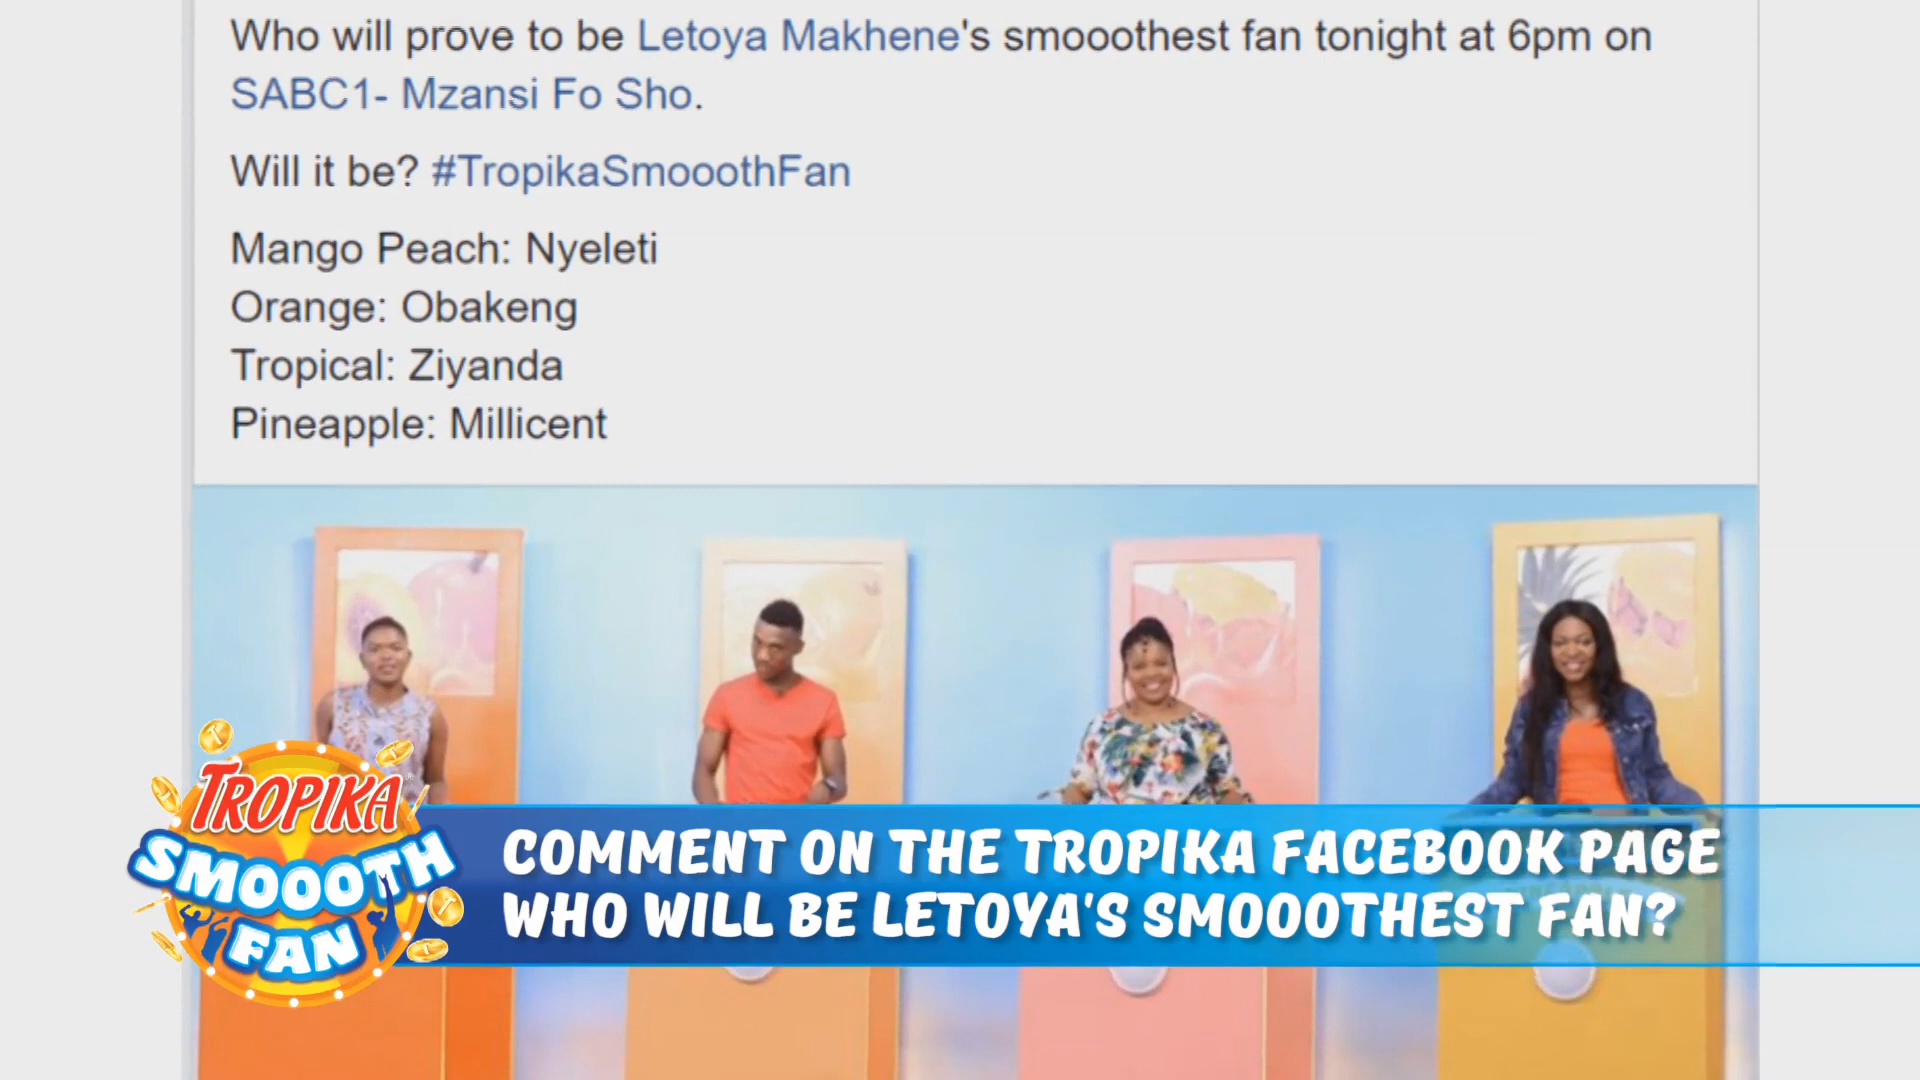 Who will prove to be Letoya Makhene's smooothest fan tonight at 6pm on
SABC1- Mzansi Fo Sho.
Will it be? #TropikaSmooothFan
Mango Peach: Nyeleti
Orange: Obakeng
Tropical: Ziyanda
Pineapple: Millicent
TROPIKA
SMOOOTH
FAN
COMMENT ON THE TROPIKA FACEBOOK PAGE
WHO WILL BE LETOYA'S SMOOOTHEST FAN?